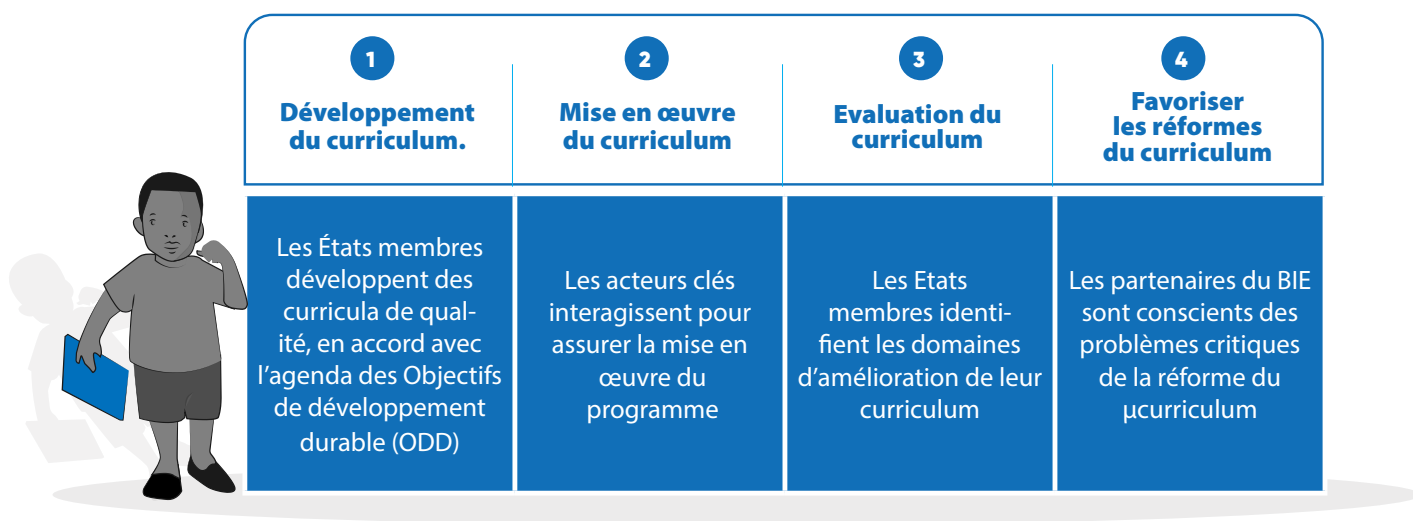 1
Développement
du curriculum.
2
Mise en œuvre
du curriculum
3
Evaluation du
curriculum
4
Favoriser
les réformes
du curriculum
Les États membres
développent des
curricula de qual-
ité, en accord avec
l’agenda des Objectifs
de développement
durable (ODD)
Les acteurs clés
interagissent pour
assurer la mise en
œuvre du
programme
Les Etats
membres identi-
fient les domaines
d’amélioration de leur
curriculum
Les partenaires du BIE
sont conscients des
problèmes critiques
de la réforme du
µcurriculum